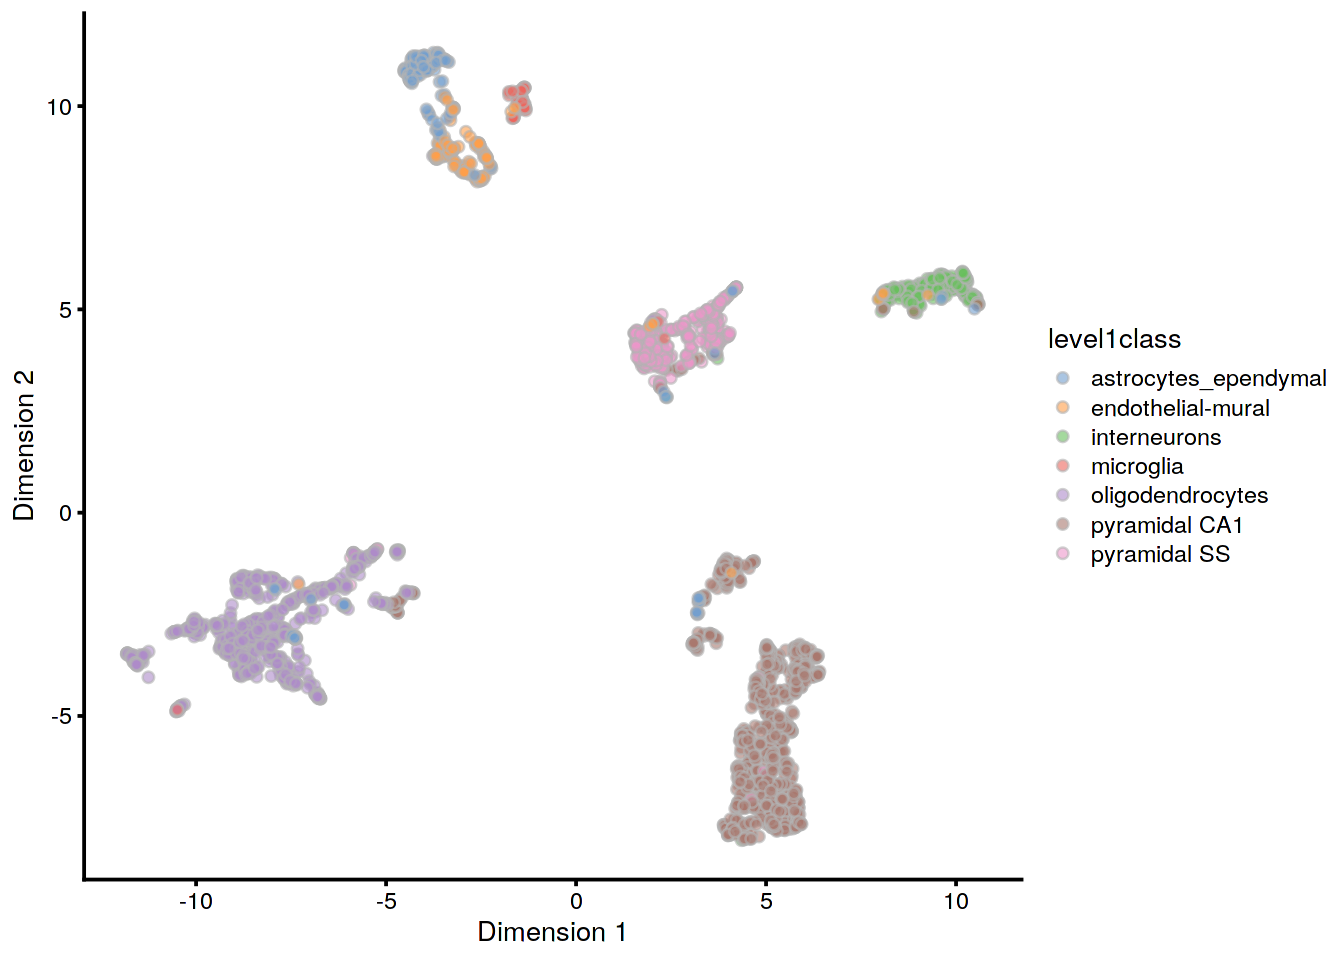 10
5
0
-5
Dimension 2
-10
-5
0
5
10
Dimension 1
level1class
astrocytes_ependymal
endothelial-mural
interneurons
microglia
oligodendrocytes
pyramidal CA1
pyramidal SS